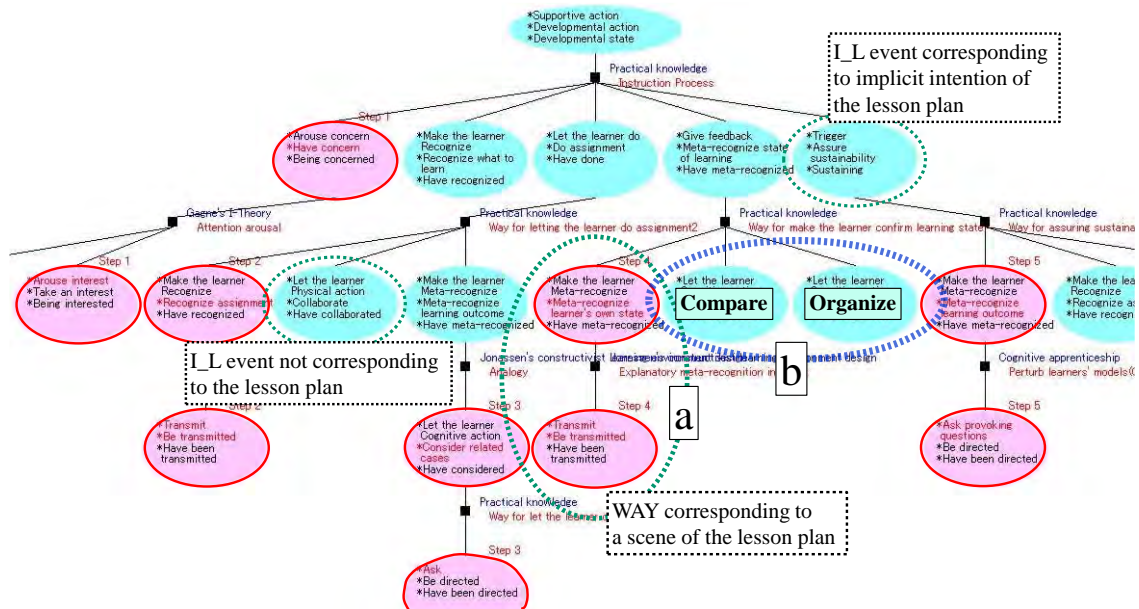 *Supportive action
*Developmental action
*Developmental state
I_L event corresponding
to implicit intention of
the lesson plan
Practical knowledge
Instruction Process
Step 1
*Arouse concern
*Have concern
*Being concerned
*Make the learner
Recognize
*Recognize what to
learn
*Have recognized
*Let the learner do
*Do assignment
*Have done
*Give feedback
*Meta-recognize state
of learning
*Have meta-recognized
*Trigger
*Assure
sustainability
*Sustaining
Gagne's I-Theory
Attention arousal
Practical knowledge
Way for letting the learner do assignment2
Practical knowledge
Way for make the learner confirm learning state
Practical knowledge
Way for assuring sustaina
Step 1
*Arouse interest
*Take an interest
*Being interested
Step 2
*Make the learner
Recognize
*Recognize assignment
*Have recognized
*Let the learner
Physical action
*Collaborate
*Have collaborated
*Make the learner
Meta-recognize
*Meta-recognize
learning outcome
*Have meta-recognized
Step 4
*Make the learner
Meta-recognize
*Meta-recognize
learner's own state
*Have meta-recognized
*Let the learner
Compare
*Let the learner
Organize
Step 5
*Make the learner
Meta-recognize
*Meta-recognize
learning outcome
*Have meta-recognized
*Make the learner
Recognize
*Recognize as
*Have recogn
I_L event not corresponding
to the lesson plan
Jonassen's constructivist
Analogy
design
Explanatory meta-recognition in
b
a
Cognitive apprenticeship
Perturb learners' models(C
Step 2
*Transmit
*Be transmitted
*Have been
transmitted
Step 3
*Let the learner
Cognitive action
*Consider related
cases
*Have considered
Step 4
*Transmit
*Be transmitted
*Have been
transmitted
Step 5
*Ask provoking
questions
*Be directed
*Have been directed
Practical knowledge
Way for let the learner
WAY corresponding to
a scene of the lesson plan
Step 3
*Ask
*Be directed
*Have been directed